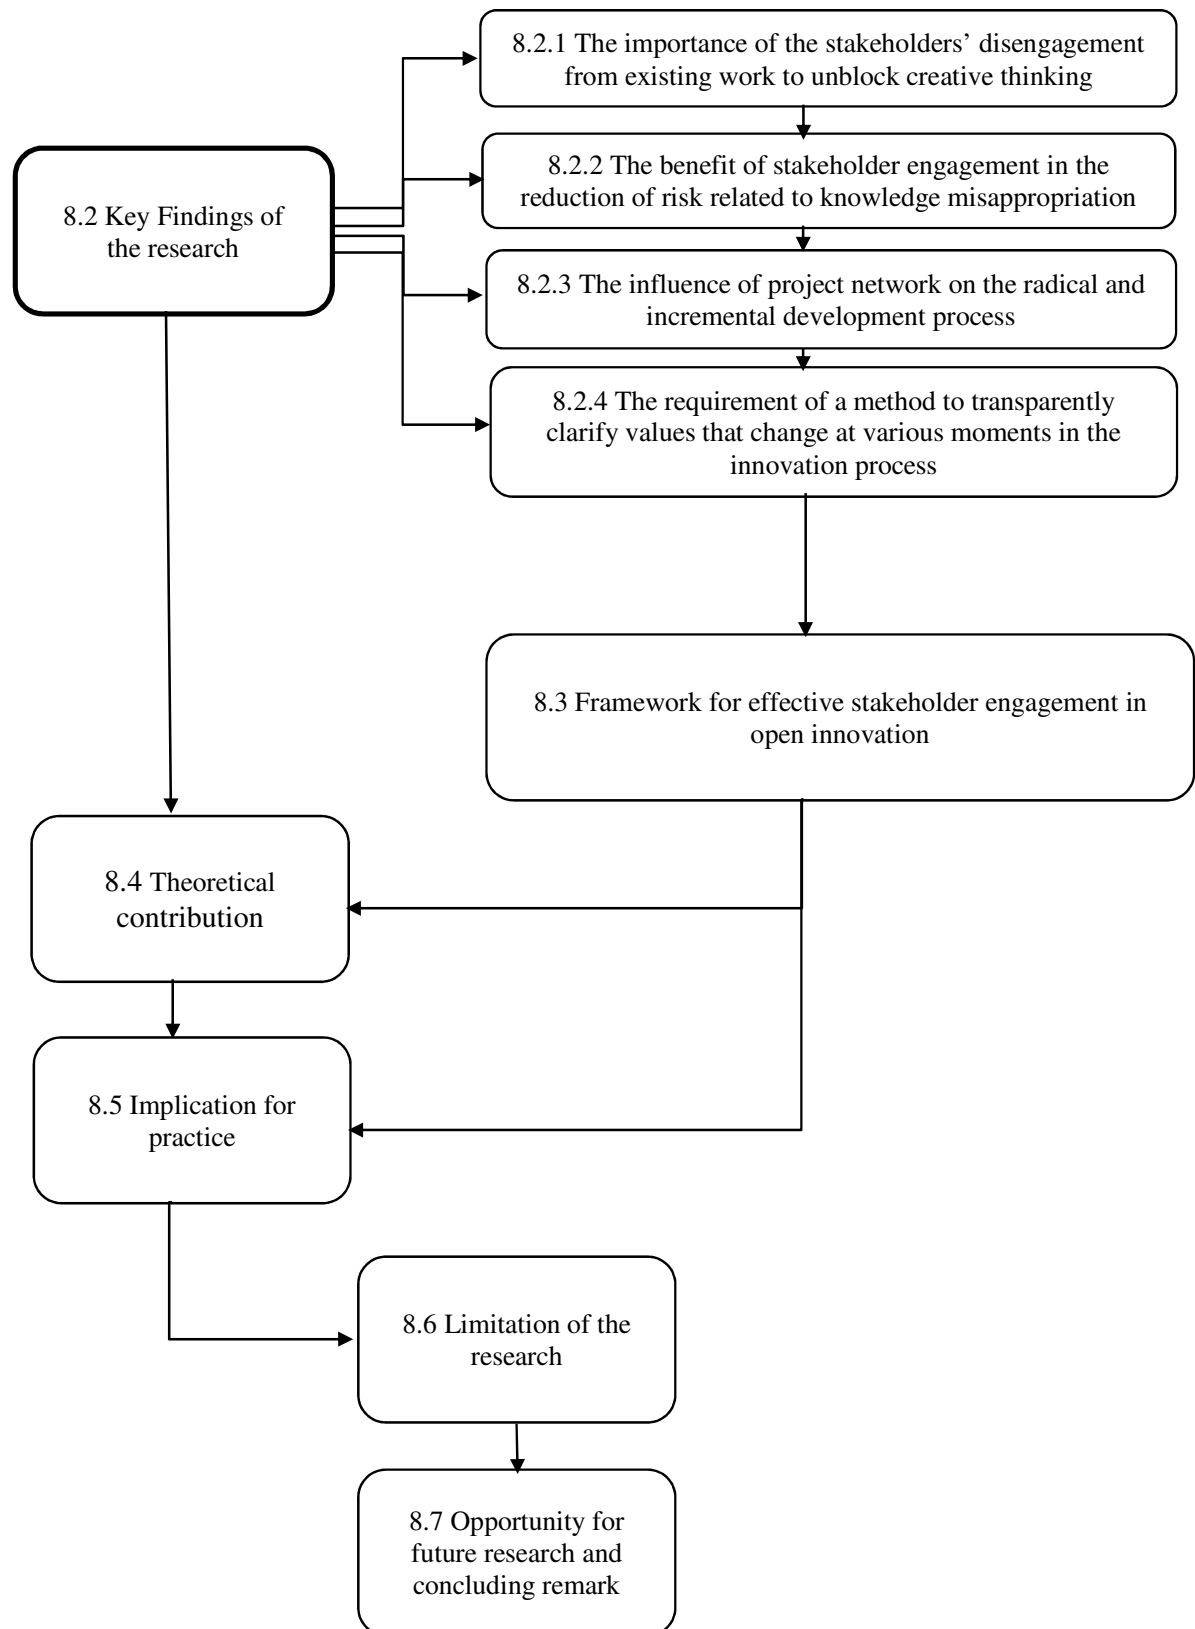 8.2.1 The importance of the stakeholders’ disengagement
from existing work to unblock creative thinking
8.2.2 The benefit of stakeholder engagement in the
reduction of risk related to knowledge misappropriation
8.2 Key Findings of
the research
8.2.3 The influence of project network on the radical and
incremental development process
8.2.4 The requirement of a method to transparently
clarify values that change at various moments in the
innovation process
8.3 Framework for effective stakeholder engagement in
open innovation
8.4 Theoretical
contribution
8.5 Implication for
practice
8.6 Limitation of the
research
8.7 Opportunity for
future research and
concluding remark